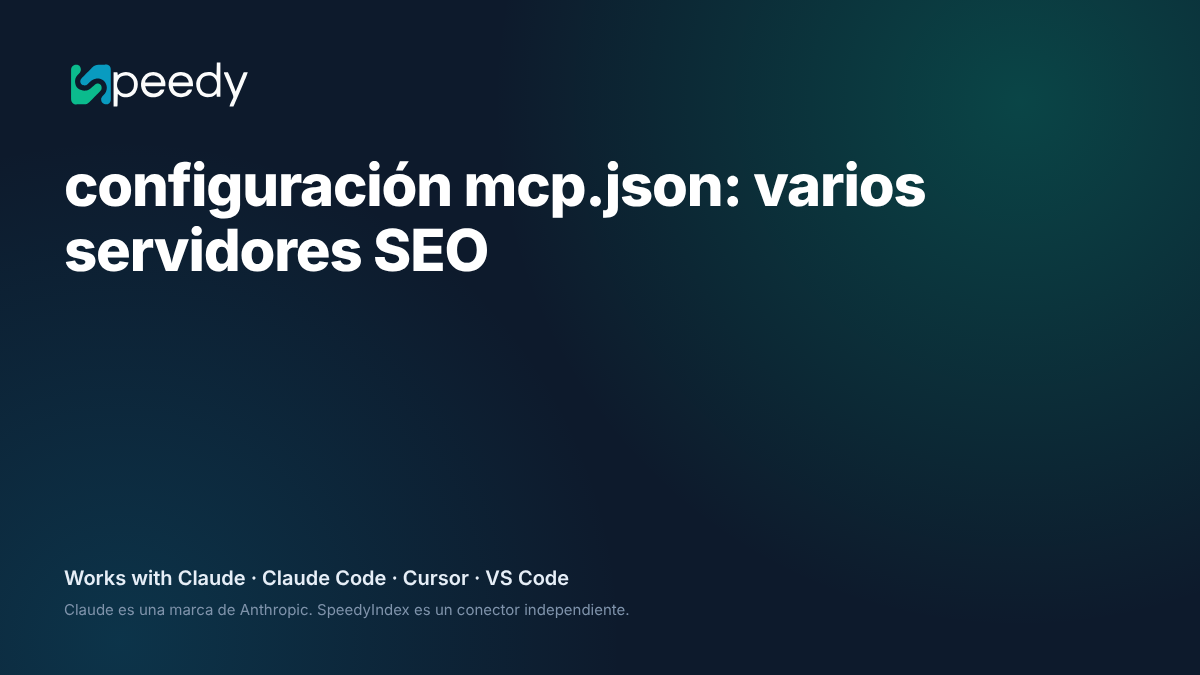 Speedy
configuración mcp.json: varios
servidores SEO
Works with Claude · Claude Code · Cursor · VS Code
Claude es una marca de Anthropic. SpeedyIndex es un conector independiente.